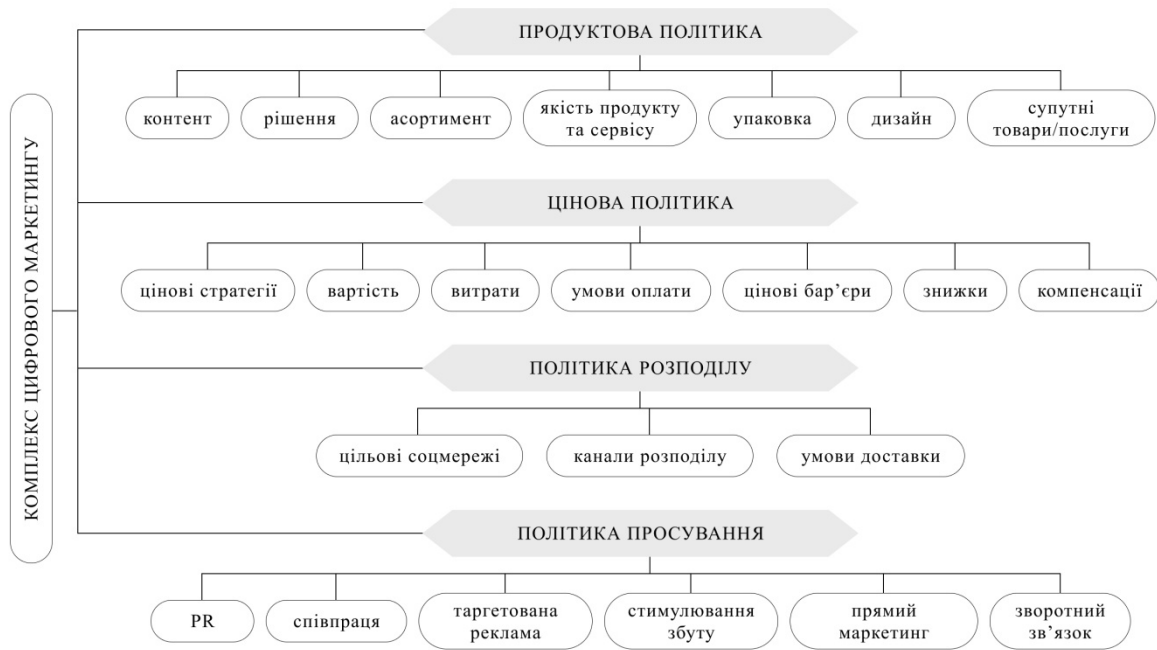 КОМПЛЕКС ЦИФРОВОГО МАРКЕТИНГУ
ПРОДУКТОВА ПОЛІТИКА
контент
рішення
асортимент
якість продукту
та сервісу
упаковка
дизайн
супутні
товари/послуги
ЦІНОВА ПОЛІТИКА
цінові стратегії
вартість
витрати
умови оплати
цінові бар’єри
знижки
компенсації
ПОЛІТИКА РОЗПОДІЛУ
цільові соцмережі
канали розподілу
умови доставки
ПОЛІТИКА ПРОСУВАННЯ
PR
співпраця
таргетована
реклама
стимулювання
збуту
прямий
маркетинг
зворотний
зв’язок